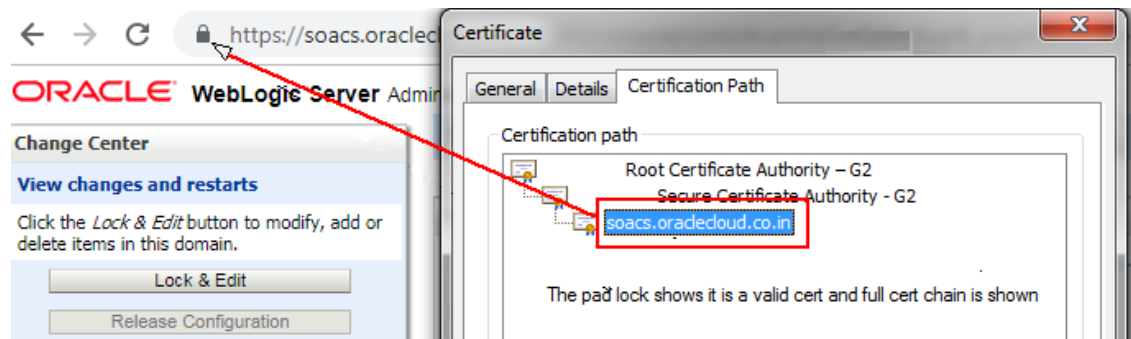 https://soacs.oraclecl
ORACLE WebLogic Server Admin
Change Center
View changes and restarts
Click the Lock & Edit button to modify, add or
delete items in this domain.
Lock & Edit
Release Configuration
Certificate
General Details Certification Path
Certification path
Root Certificate Authority – G2
Secure Certificate Authority - G2
soacs.oraclecloud.co.in
The pad lock shows it is a valid cert and full cert chain is shown